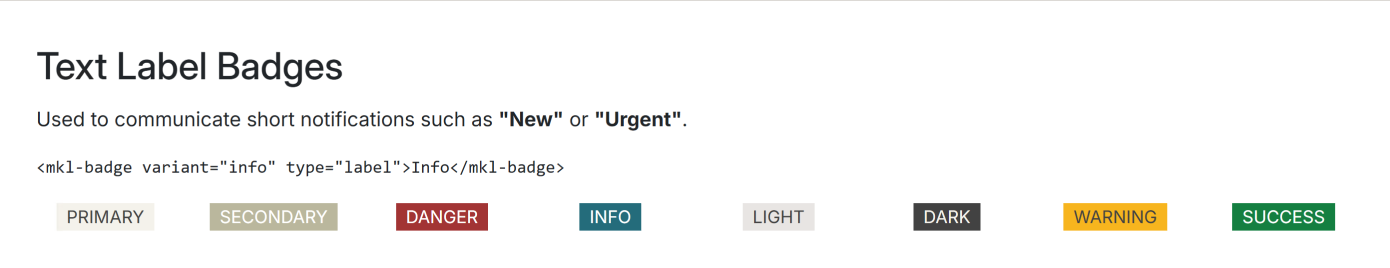 Text Label Badges
Used to communicate short notifications such as "New" or "Urgent".
<mkl-badge variant="info" type="label">Info</mkl-badge>
PRIMARY SECONDARY DANGER INFO LIGHT DARK WARNING SUCCESS